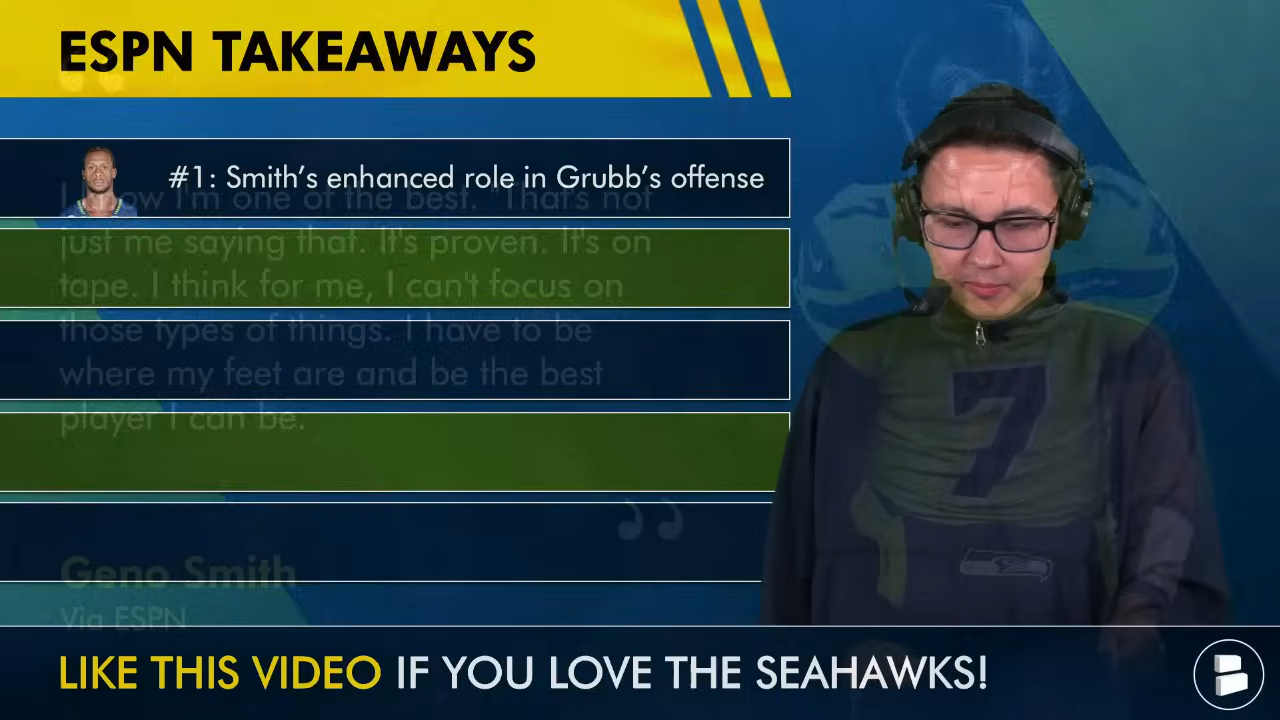 ESPN TAKEAWAYS
#1: Smith's enhanced role in Grubb's offense
I know I'm one of the best. "That's not
just me saying that. It's proven. It's on
tape. I think for me, I can't focus on
those types of things. I have to be
where my feet are and be the best
player I can be.
”
Geno Smith
Via ESPN
7
LIKE THIS VIDEO IF YOU LOVE THE SEAHAWKS!